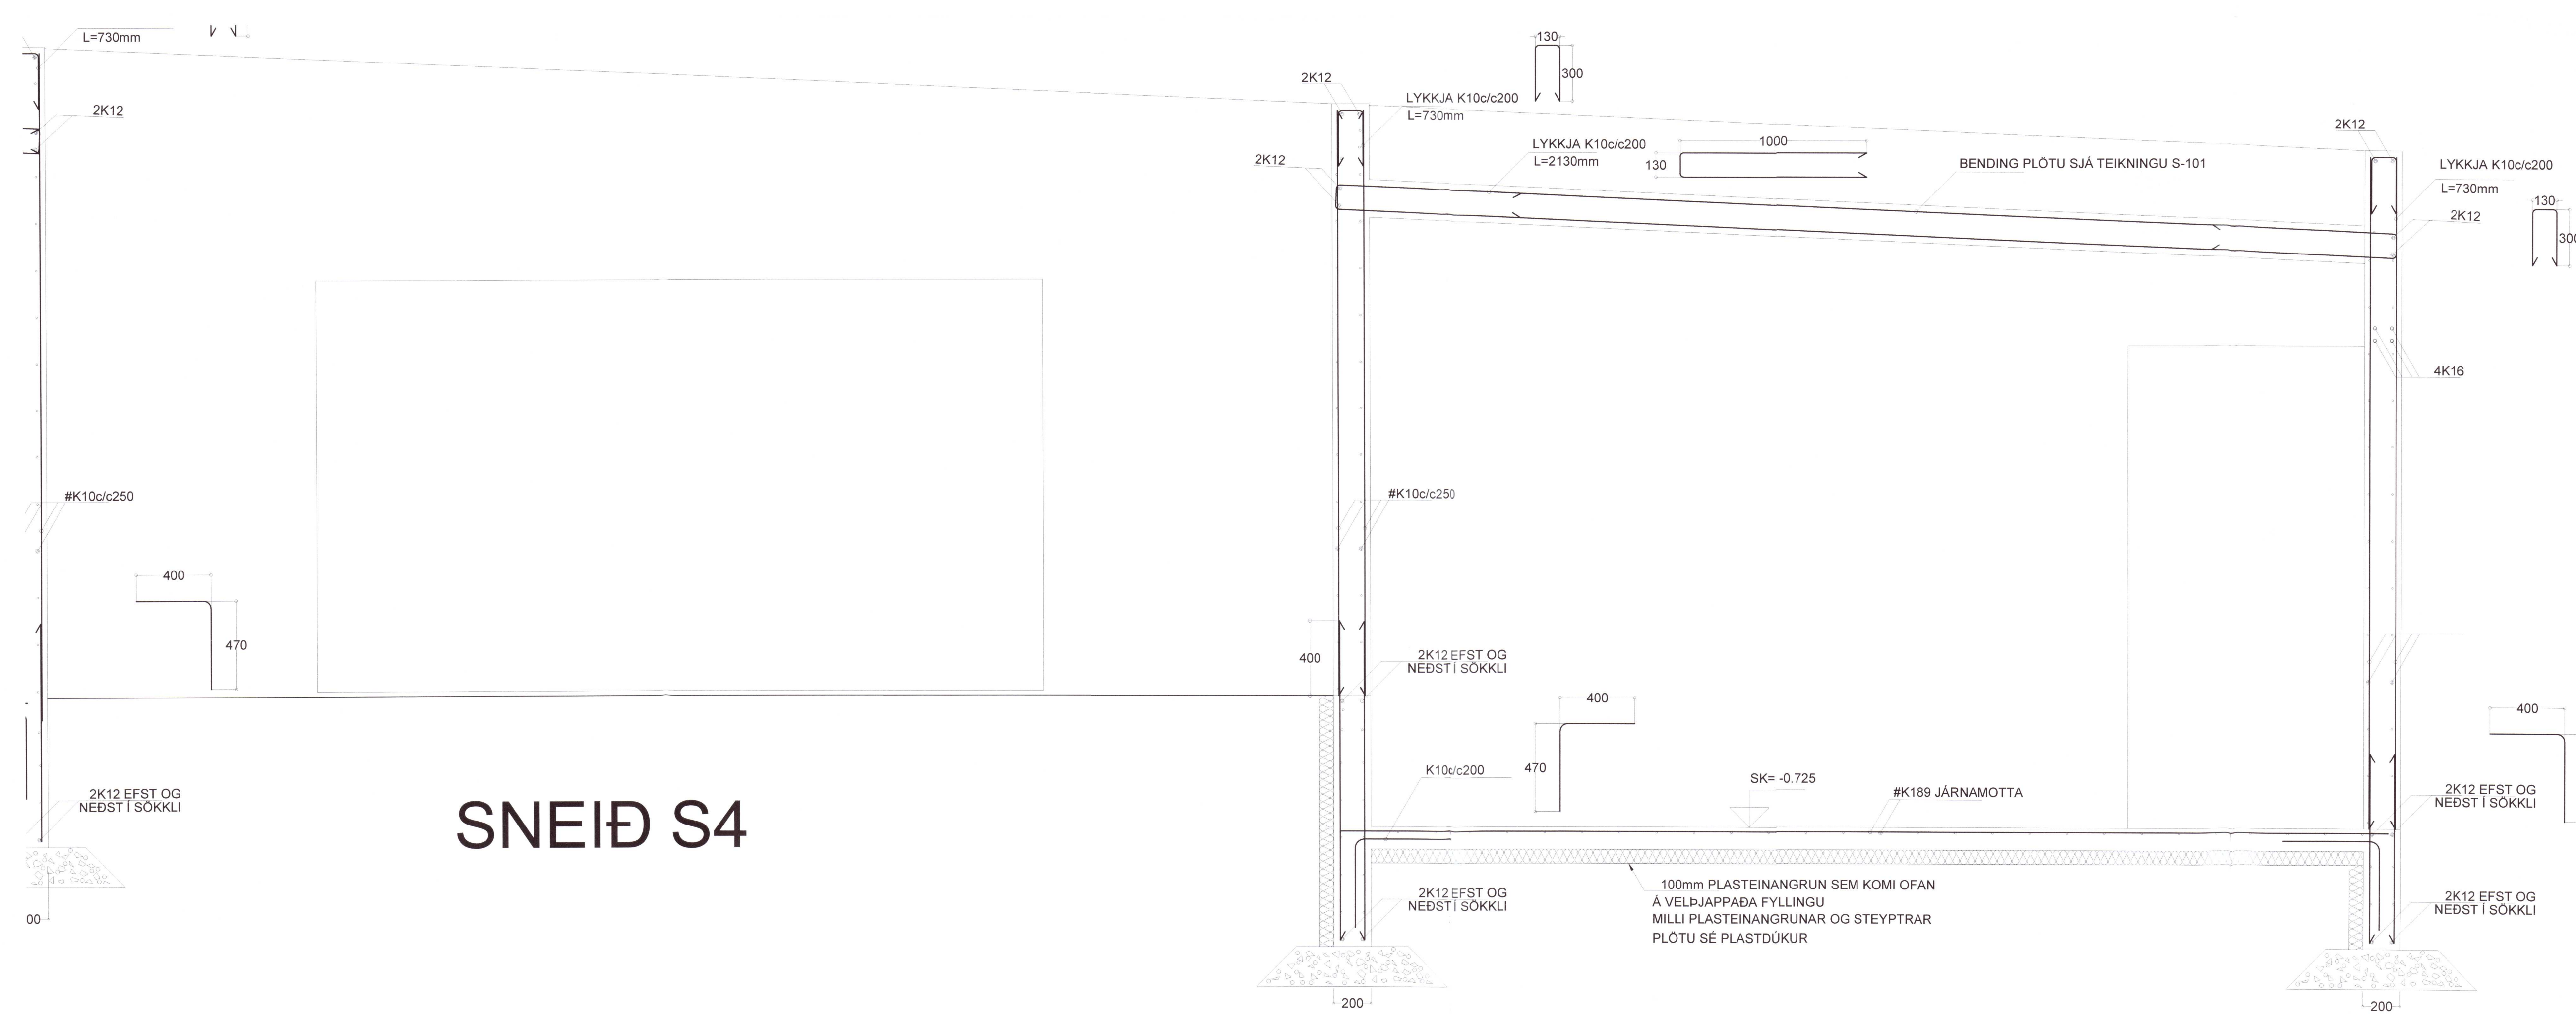 L=730mm
2K12
#K10c/c250
400
470
2K12 EFST OG
NEÐST Í SÖKKLI
00
SNEIÐ S4
2K12
LYKKJA K10c/c200
L=730mm
2K12
130
300
LYKKJA K10c/c200
L=2130mm
1000
130
BENDING PLÖTU SJÁ TEIKNINGU S-101
2K12
LYKKJA K10c/c200
L=730mm
2K12
130
300
4K16
#K10c/c250
400
2K12 EFST OG
NEÐST Í SÖKKLI
400
470
K10c/c200
SK= -0.725
#K189 JÁRNAMOTTA
400
2K12 EFST OG
NEÐST Í SÖKKLI
100mm PLASTEINANGRUN SEM KOMI OFAN
Á VELÞJAPPAÐA FYLLINGU
MILLI PLASTEINANGRUNAR OG STEYPTRAR
PLÖTU SÉ PLASTDÚKUR
2K12 EFST OG
NEÐST Í SÖKKLI
2K12 EFST OG
NEÐST Í SÖKKLI
200
200